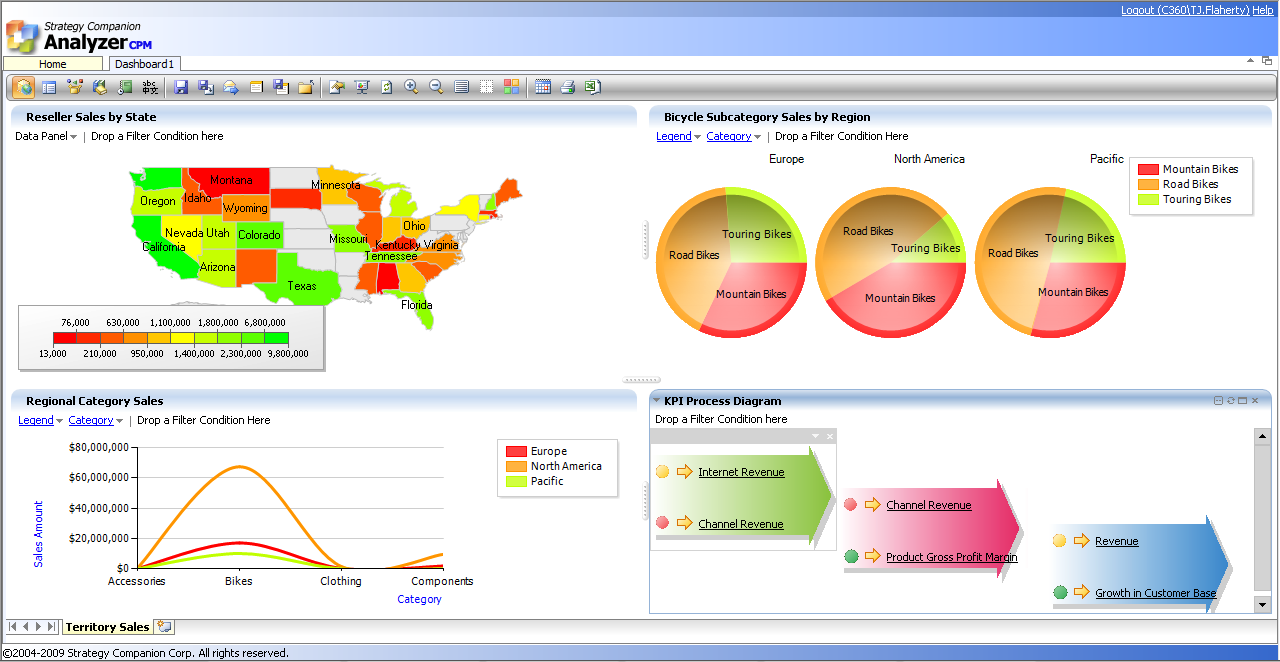 Logout (C360\TJ.Flaherty) Help
Strategy Companion
Analyzer CPM
Home Dashboard1
abc
Reseller Sales by State
Data Panel | Drop a Filter Condition here
Montana
Minnesota
Oregon Idaho
Wyoming
Ohio
Nevada Utah Colorado Missouri
California Kentucky Virginia
Tennessee
Arizona
Texas
Florida
76,000 630,000 1,100,000 1,800,000 6,800,000
13,000 210,000 950,000 1,400,000 2,300,000 9,800,000
Bicycle Subcategory Sales by Region
Legend Category | Drop a Filter Condition Here
Europe North America Pacific
Mountain Bikes
Road Bikes
Touring Bikes
Touring Bikes
Road Bikes
Mountain Bikes
Road Bikes
Touring Bikes
Mountain Bikes
Touring Bikes
Road Bikes
Mountain Bikes
Regional Category Sales
Legend Category | Drop a Filter Condition Here
$80,000,000
$60,000,000
$40,000,000
$20,000,000
$0
Sales Amount
Accessories Bikes Clothing Components
Category
Europe
North America
Pacific
KPI Process Diagram
Drop a Filter Condition here
Internet Revenue
Channel Revenue
Channel Revenue
Product Gross Profit Margin
Revenue
Growth in Customer Base
Territory Sales
©2004-2009 Strategy Companion Corp. All rights reserved.